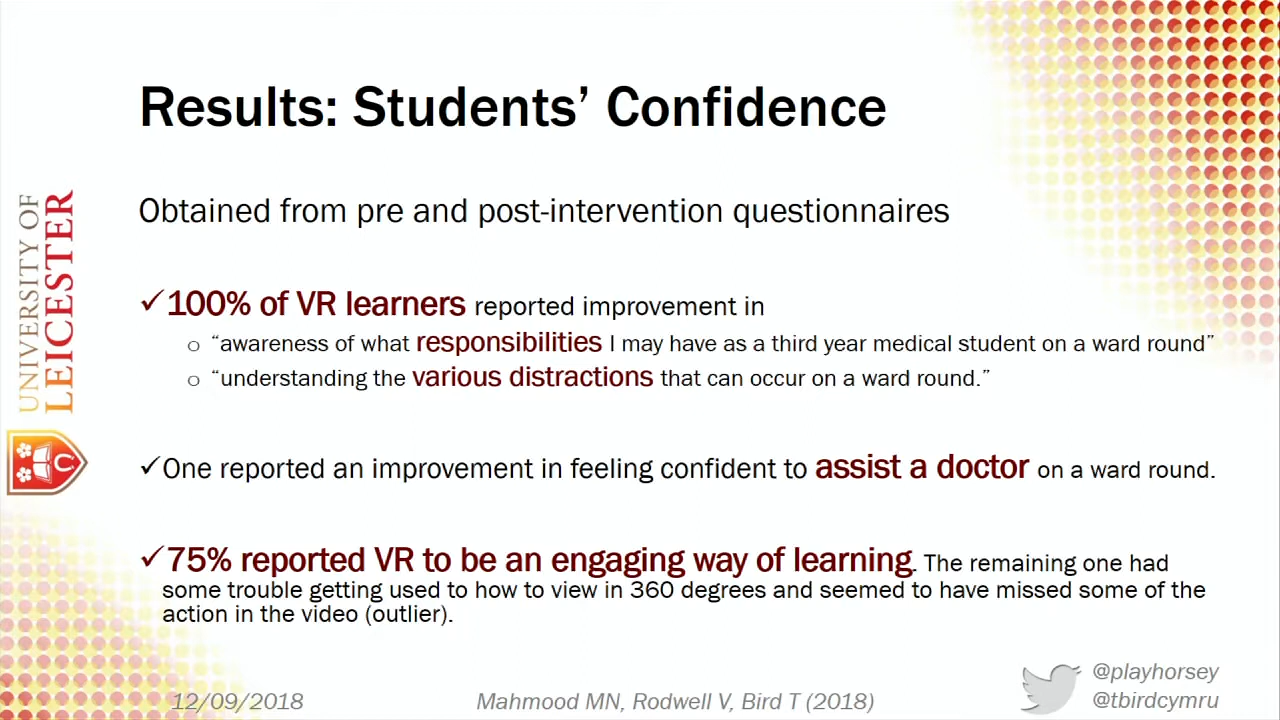 Results: Students’ Confidence
Obtained from pre and post-intervention questionnaires
✓100% of VR learners reported improvement in
o “awareness of what responsibilities I may have as a third year medical student on a ward round”
o “understanding the various distractions that can occur on a ward round.”
✓One reported an improvement in feeling confident to assist a doctor on a ward round.
✓75% reported VR to be an engaging way of learning. The remaining one had
some trouble getting used to how to view in 360 degrees and seemed to have missed some of the
action in the video (outlier).
UNIVERSITY OF
LEICESTER
12/09/2018
Mahmood MN, Rodwell V, Bird T (2018)
@playhorsey
@tbirdcymru